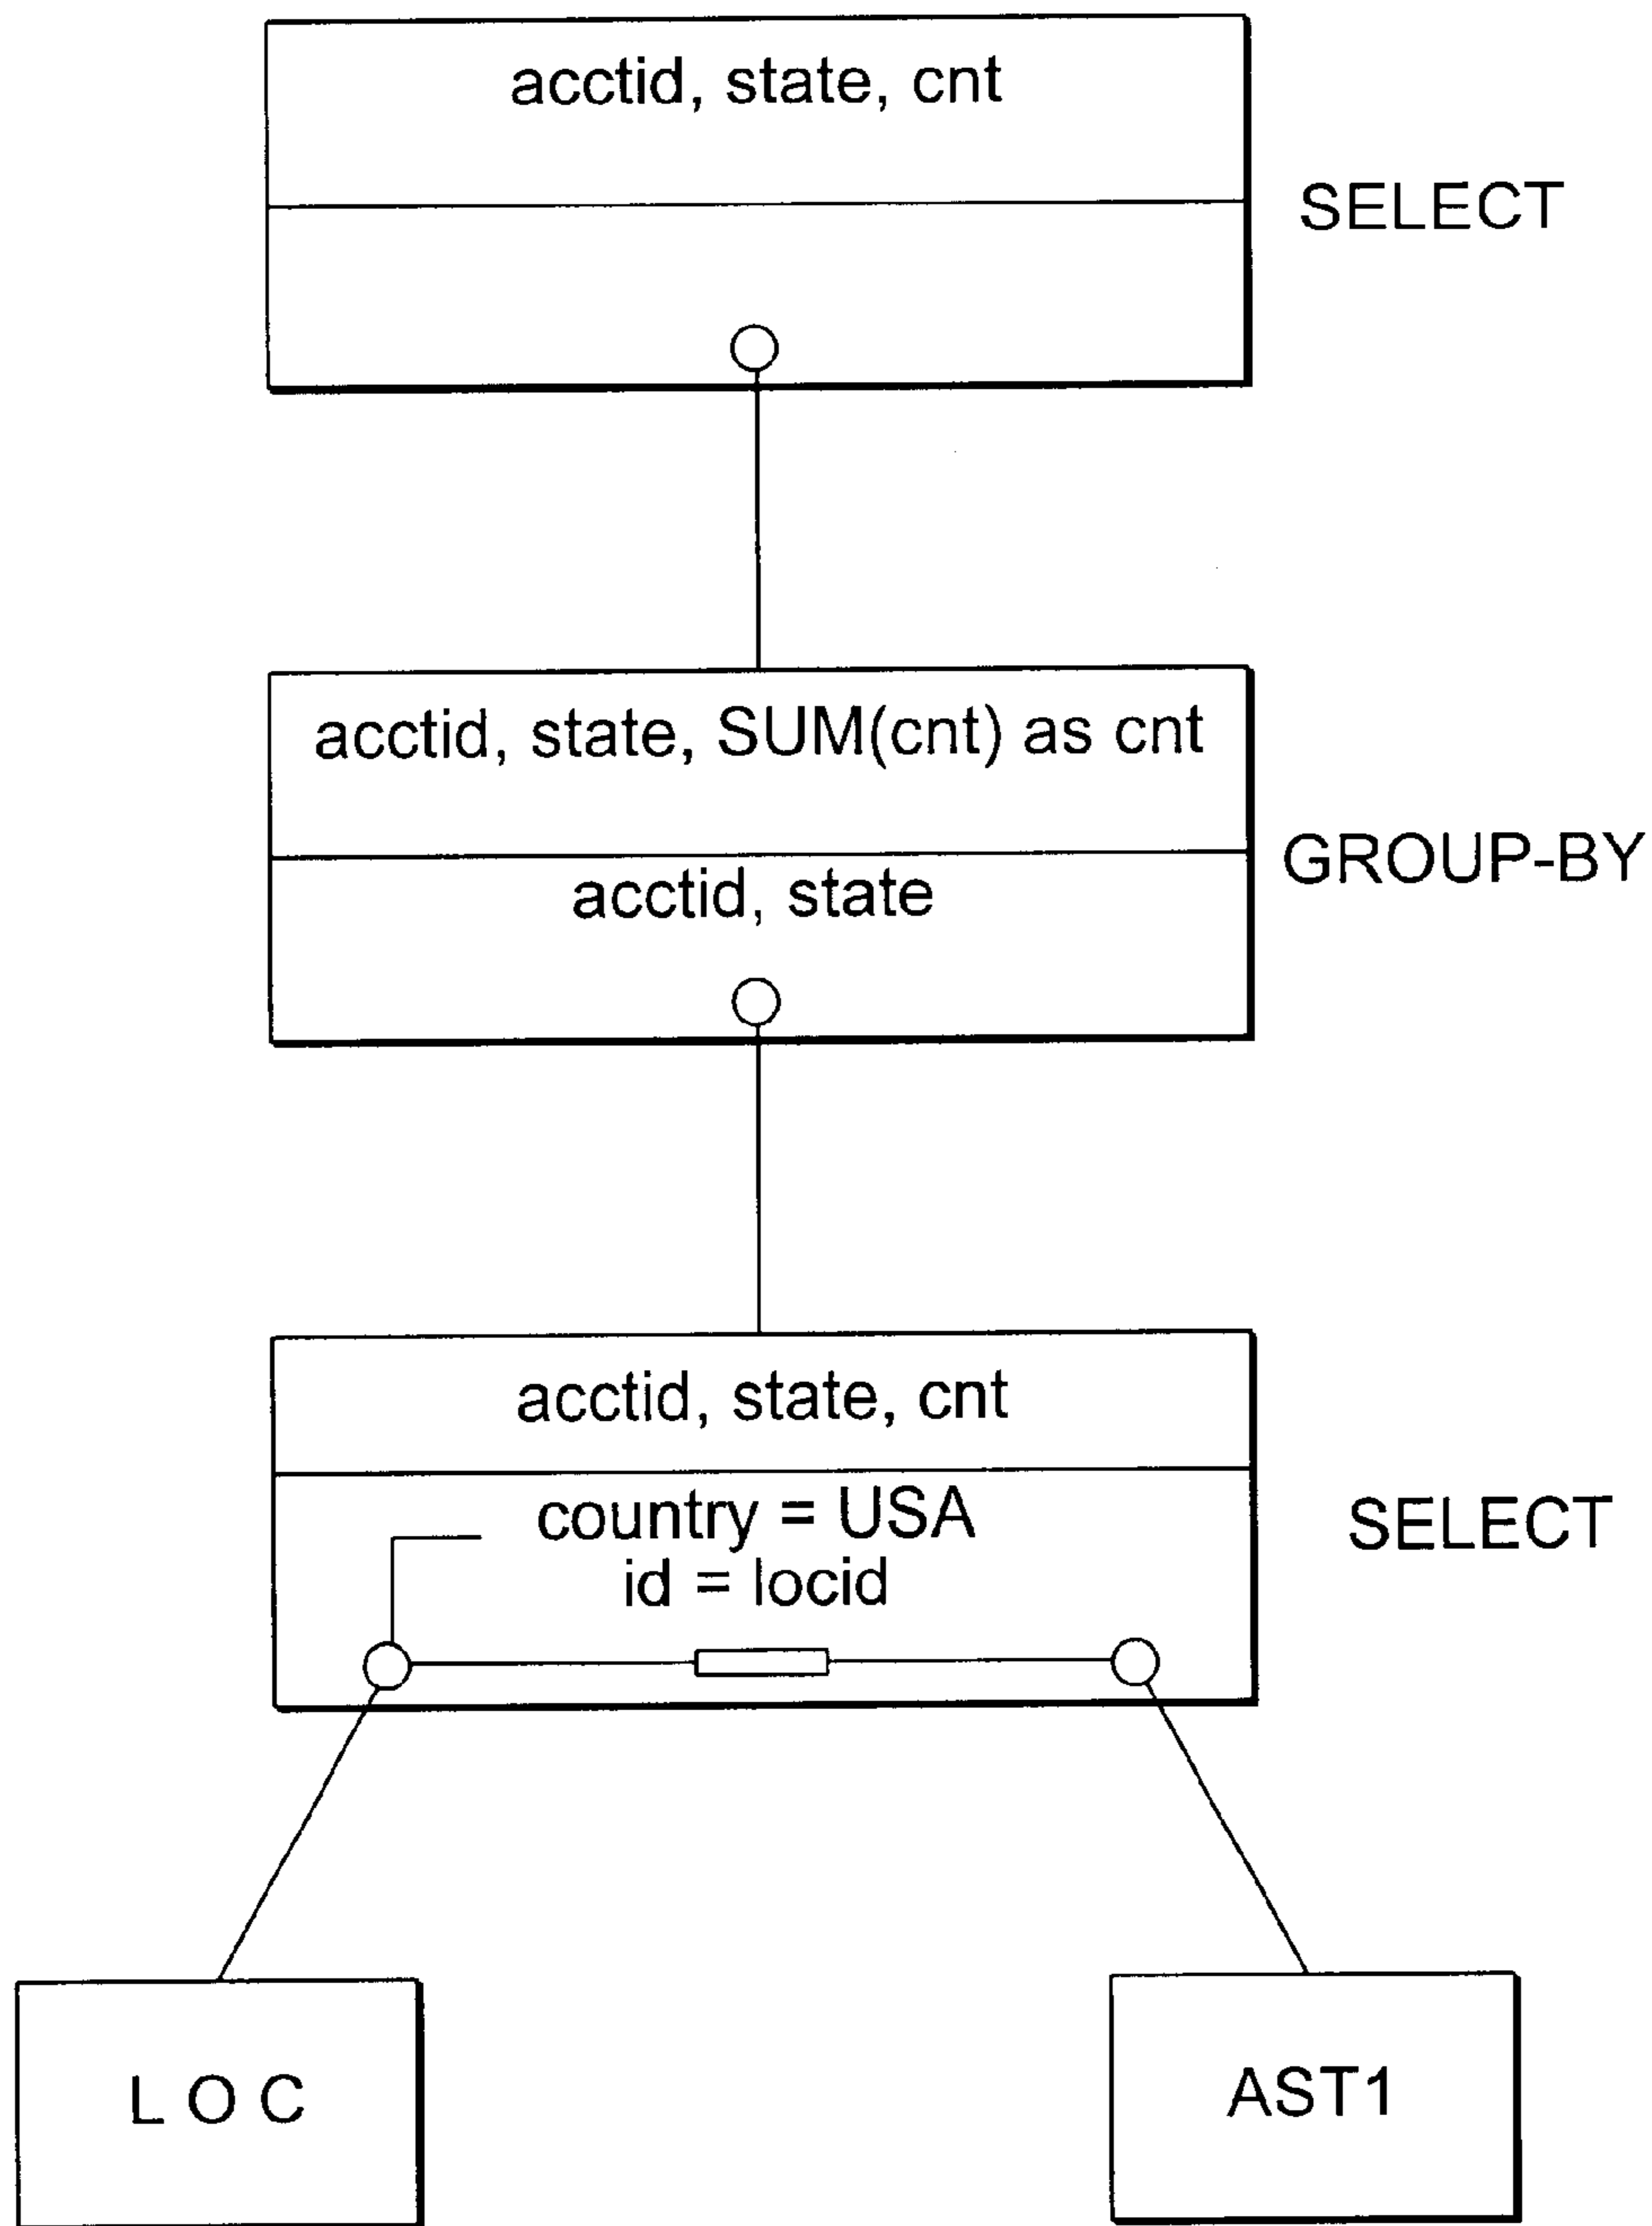 acctid, state, cnt
SELECT
acctid, state, SUM(cnt) as cnt
GROUP-BY
acctid, state
acctid, state, cnt
country = USA
SELECT
id = locid
L O C
AST1